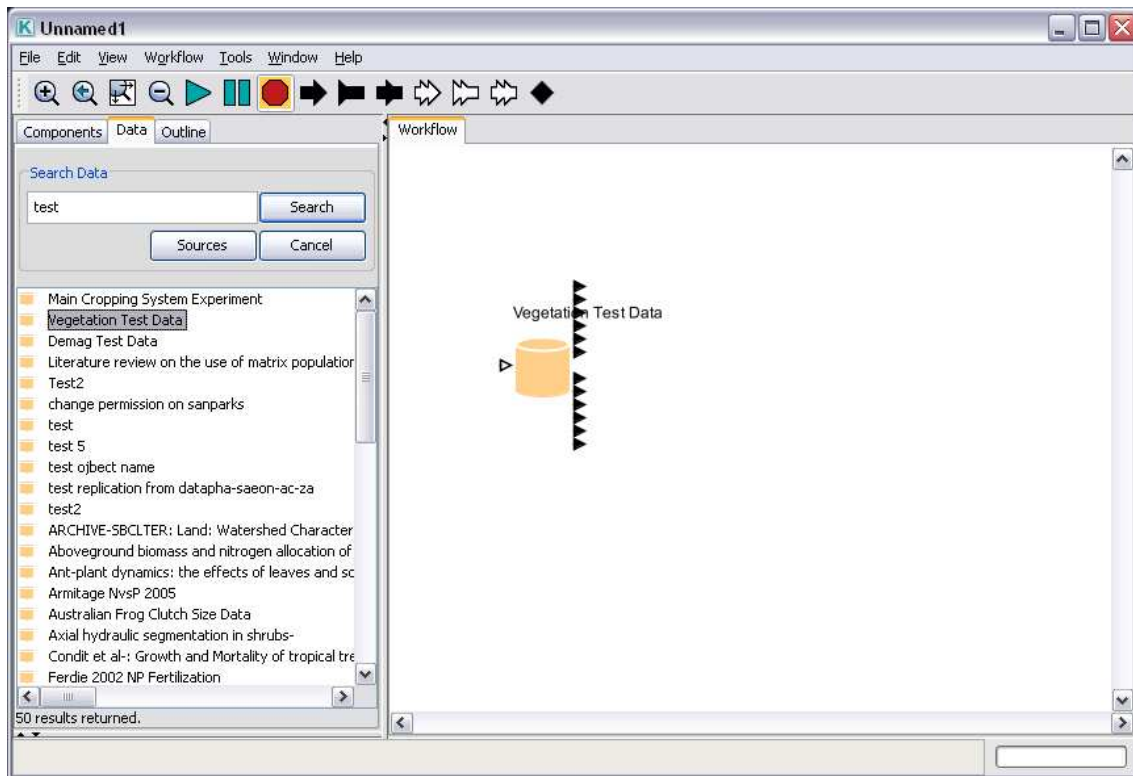 Unnamed1
File Edit View Workflow Tools Window Help
Components Data Outline
Workflow
Search Data
test
Search
Sources
Cancel
Main Cropping System Experiment
Vegetation Test Data
Demag Test Data
Literature review on the use of matrix population
Test2
change permission on sanparks
test
test 5
test ojbect name
test replication from datapha-saeon-ac-za
test2
ARCHIVE-SBCLTER: Land: Watershed Character
Aboveground biomass and nitrogen allocation of
Ant-plant dynamics: the effects of leaves and sc
Armitage NvsP 2005
Australian Frog Clutch Size Data
Axial hydraulic segmentation in shrubs-
Condit et al-: Growth and Mortality of tropical tre
Ferdie 2002 NP Fertilization
50 results returned.
Vegetation Test Data